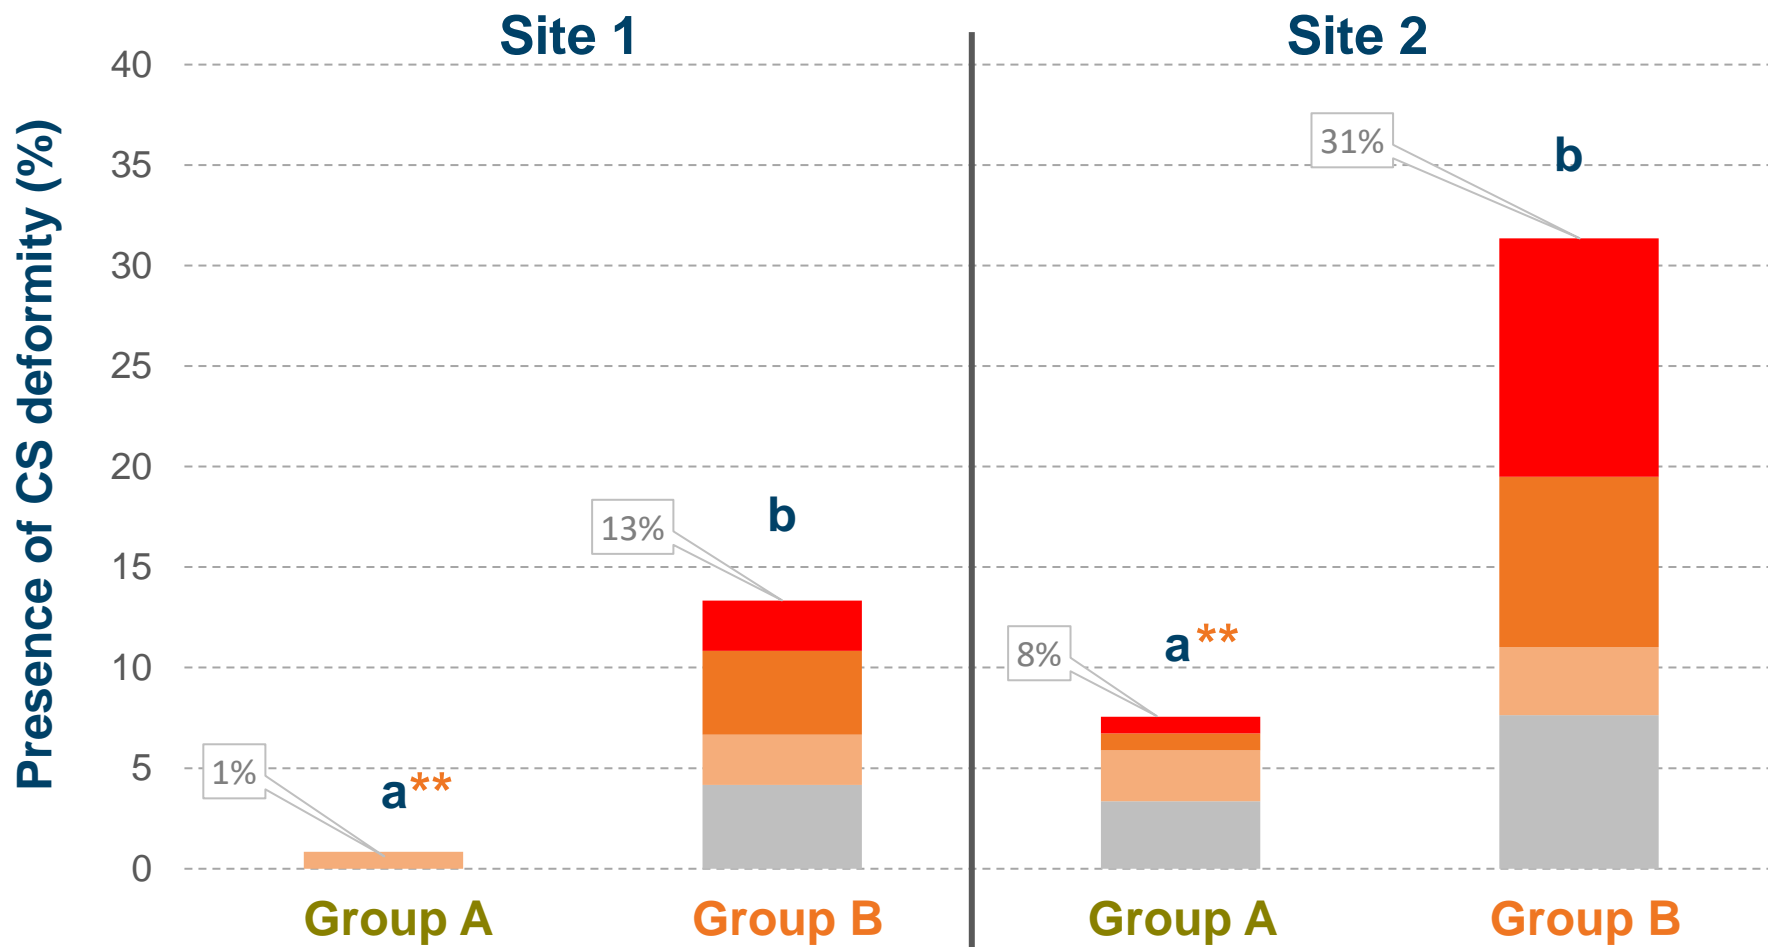 Site 1
Site 2
Presence of CS deformity (%)
40
35
30
25
20
15
10
5
0
1%
a**
13%
b
8%
a**
31%
b
Group A
Group B
Group A
Group B